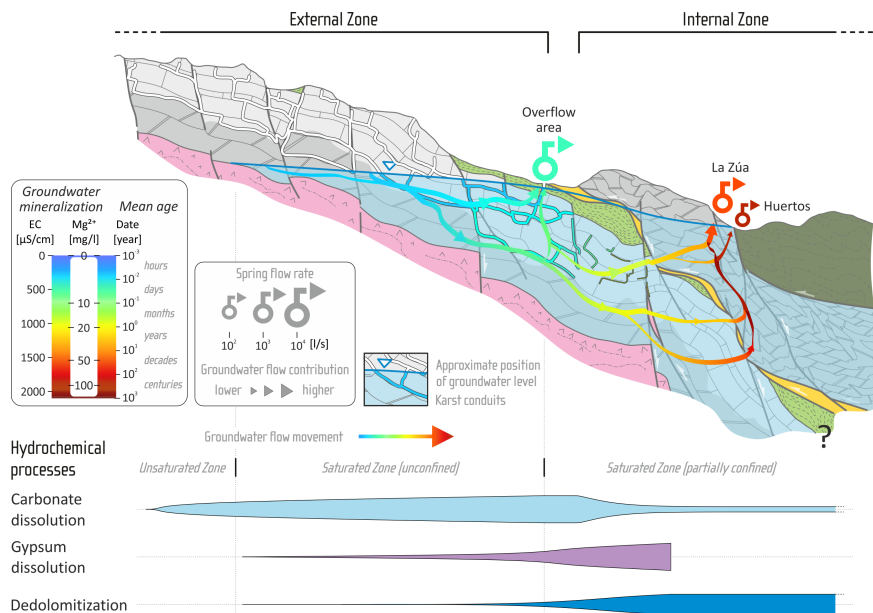 External Zone
Internal Zone
Overflow
area
La Zúa
Huertos
Groundwater
mineralization
Mean age
EC
[µS/cm]
Mg²⁺
[mg/l]
Date
[year]
0
500
1000
1500
2000
0
10
20
50
100
10⁻³
10⁻²
10⁻¹
10⁰
10¹
10²
10³
hours
days
months
years
decades
centuries
Spring flow rate
10² 10³ 10⁴ [l/s]
Groundwater flow contribution
lower higher
Approximate position
of groundwater level
Karst conduits
Groundwater flow movement
?
Hydrochemical
processes
Unsaturated Zone
Saturated Zone (unconfined)
Saturated Zone (partially confined)
Carbonate
dissolution
Gypsum
dissolution
Dedolomitization